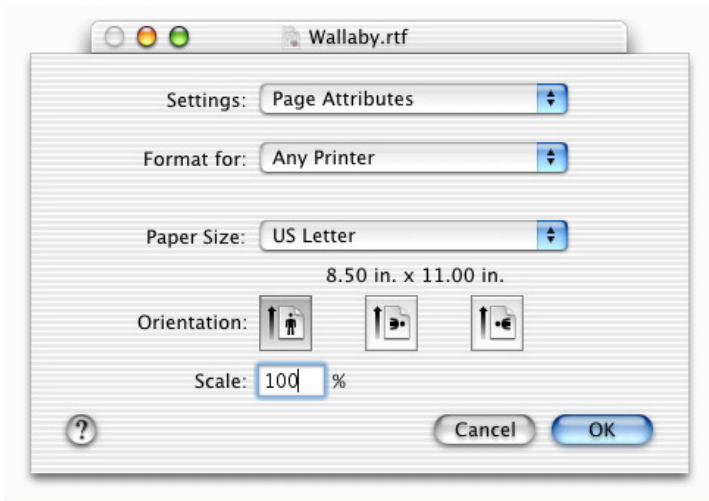 Wallaby.rtf
Settings: Page Attributes
Format for: Any Printer
Paper Size: US Letter
8.50 in. x 11.00 in.
Orientation:
Scale: 100 %
? Cancel OK